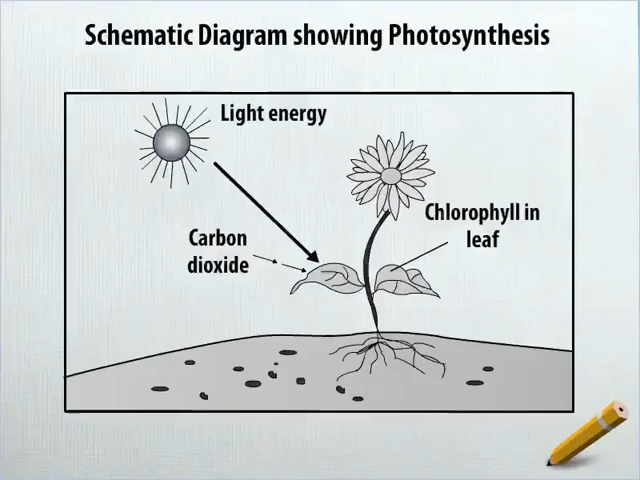 Schematic Diagram showing Photosynthesis
Light energy
Chlorophyll in
leaf
Carbon
dioxide